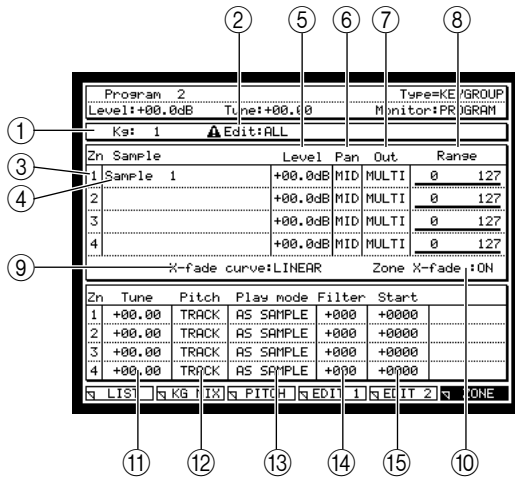 ② ⑤ ⑥ ⑦ ⑧
Program 2 Type=KEYGROUP
Level:+00.0dB Tune:+00.00 Monitor:PROGRAM
① Kg: 1 Edit:ALL
Zn Sample Level Pan Out Range
③ 1 Sample 1 +00.0dB MID MULTI 0 127
④
2 +00.0dB MID MULTI 0 127
3 +00.0dB MID MULTI 0 127
4 +00.0dB MID MULTI 0 127
⑨ X-fade curve:LINEAR Zone X-fade :ON
Zn Tune Pitch Play mode Filter Start
1 +00.00 TRACK AS SAMPLE +000 +0000
2 +00.00 TRACK AS SAMPLE +000 +0000
3 +00.00 TRACK AS SAMPLE +000 +0000
4 +00.00 TRACK AS SAMPLE +000 +0000
LIST KG MIX PITCH EDIT 1 EDIT 2 ZONE
⑪ ⑫ ⑬ ⑭ ⑮ ⑩